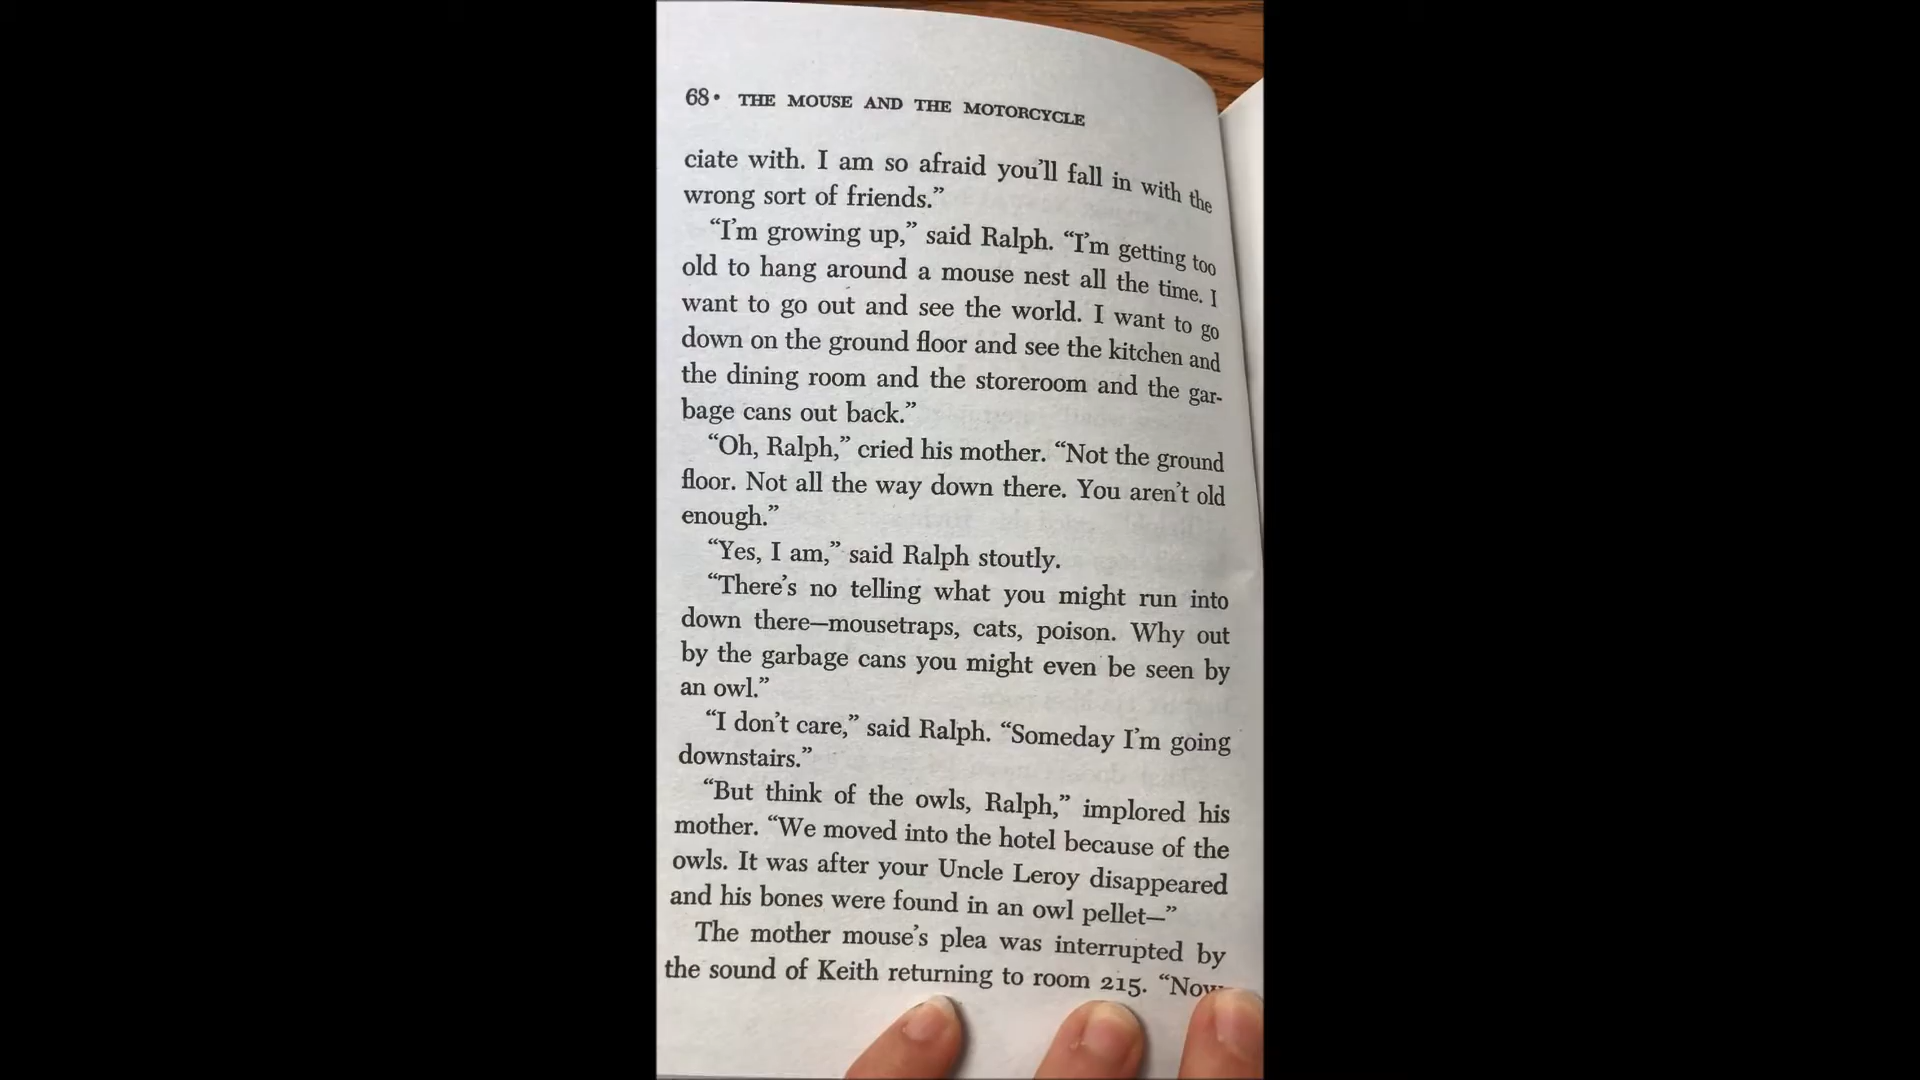 68• THE MOUSE AND THE MOTORCYCLE
ciate with. I am so afraid you'll fall in with the
wrong sort of friends.”
“I'm growing up,” said Ralph. “I'm getting too
old to hang around a mouse nest all the time. I
want to go out and see the world. I want to go
down on the ground floor and see the kitchen and
the dining room and the storeroom and the gar-
bage cans out back.”
“Oh, Ralph,” cried his mother. “Not the ground
floor. Not all the way down there. You aren't old
enough.”
“Yes, I am,” said Ralph stoutly.
“There's no telling what you might run into
down there—mousetraps, cats, poison. Why out
by the garbage cans you might even be seen by
an owl.”
“I don't care,” said Ralph. “Someday I'm going
downstairs.”
“But think of the owls, Ralph,” implored his
mother. “We moved into the hotel because of the
owls. It was after your Uncle Leroy disappeared
and his bones were found in an owl pellet—”
The mother mouse's plea was interrupted by
the sound of Keith returning to room 215. “Now